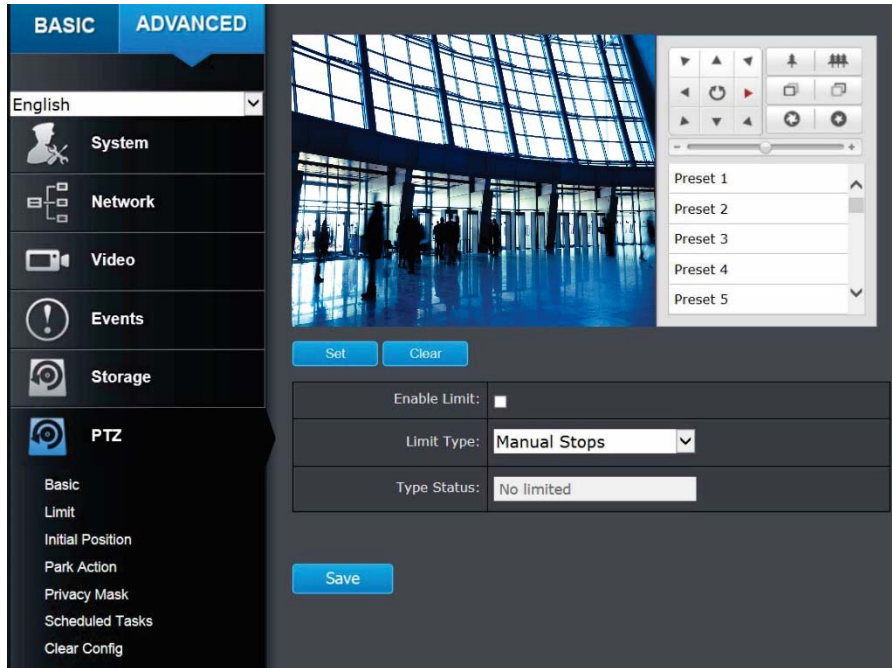 BASIC
ADVANCED
English
System
Network
Video
Events
Storage
PTZ
Basic
Limit
Initial Position
Park Action
Privacy Mask
Scheduled Tasks
Clear Config
- +
Preset 1
Preset 2
Preset 3
Preset 4
Preset 5
Set Clear
Enable Limit:
Limit Type: Manual Stops
Type Status: No limited
Save